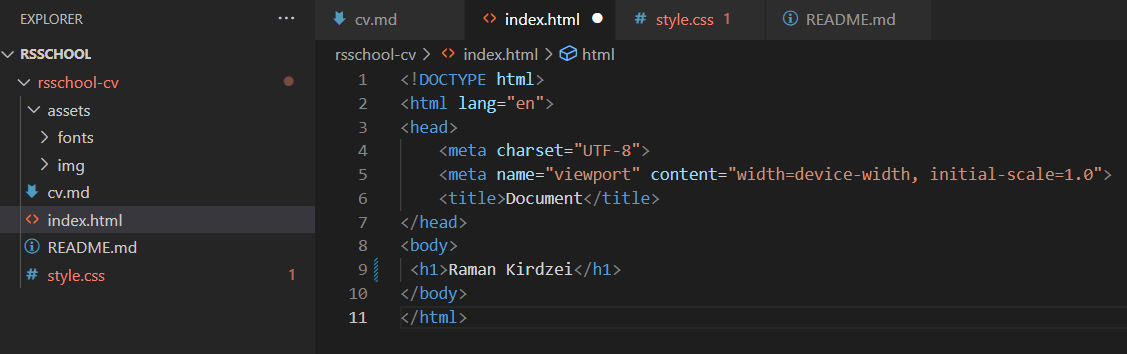 EXPLORER ...
RSSCHOOL
rsschool-cv
assets
fonts
img
cv.md
index.html
README.md
style.css 1
cv.md index.html style.css 1 README.md
rsschool-cv > index.html > html
1 <!DOCTYPE html>
2 <html lang="en">
3 <head>
4 <meta charset="UTF-8">
5 <meta name="viewport" content="width=device-width, initial-scale=1.0">
6 <title>Document</title>
7 </head>
8 <body>
9 <h1>Raman Kirdzei</h1>
10 </body>
11 </html>